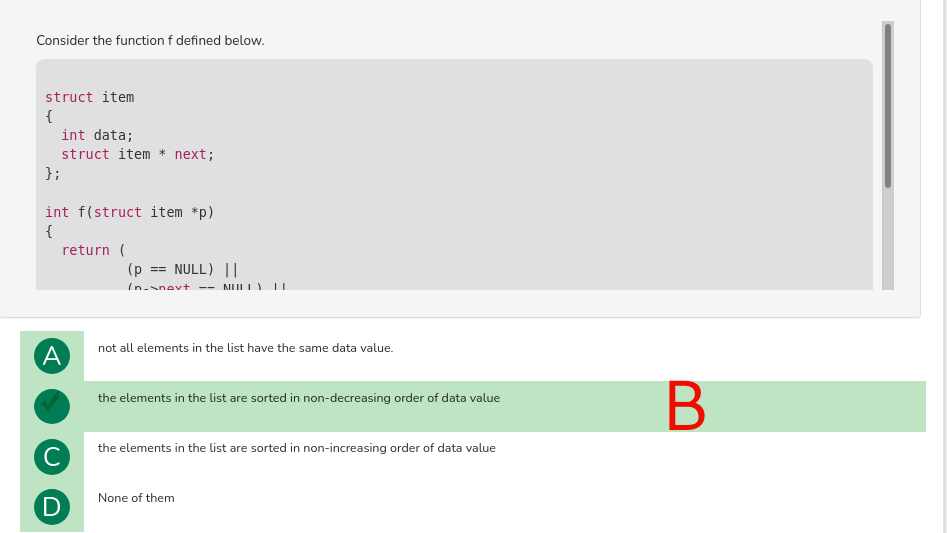 Consider the function f defined below.
struct item
{
  int data;
  struct item * next;
};
int f(struct item *p)
{
  return (
          (p == NULL) ||
          (p->next == NULL) ||
A not all elements in the list have the same data value.
the elements in the list are sorted in non-decreasing order of data value B
C the elements in the list are sorted in non-increasing order of data value
D None of them